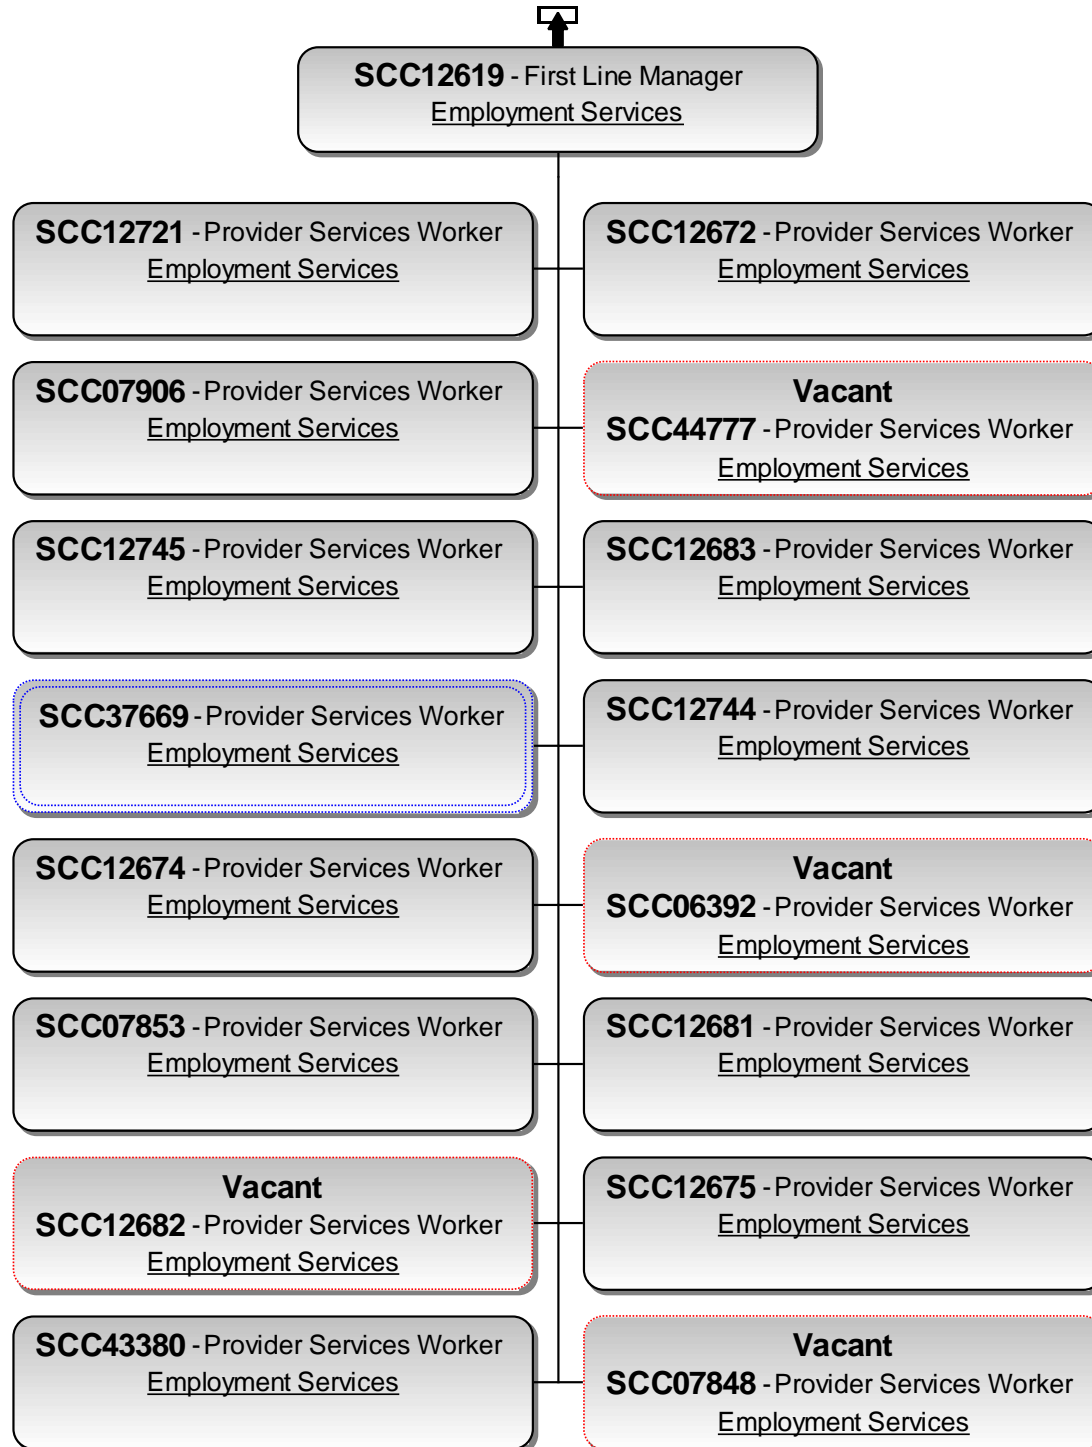 SCC12619 - First Line Manager
Employment Services
SCC12721 - Provider Services Worker
Employment Services
SCC12672 - Provider Services Worker
Employment Services
SCC07906 - Provider Services Worker
Employment Services
Vacant
SCC44777 - Provider Services Worker
Employment Services
SCC12745 - Provider Services Worker
Employment Services
SCC12683 - Provider Services Worker
Employment Services
SCC37669 - Provider Services Worker
Employment Services
SCC12744 - Provider Services Worker
Employment Services
SCC12674 - Provider Services Worker
Employment Services
Vacant
SCC06392 - Provider Services Worker
Employment Services
SCC07853 - Provider Services Worker
Employment Services
SCC12681 - Provider Services Worker
Employment Services
Vacant
SCC12682 - Provider Services Worker
Employment Services
SCC12675 - Provider Services Worker
Employment Services
SCC43380 - Provider Services Worker
Employment Services
Vacant
SCC07848 - Provider Services Worker
Employment Services